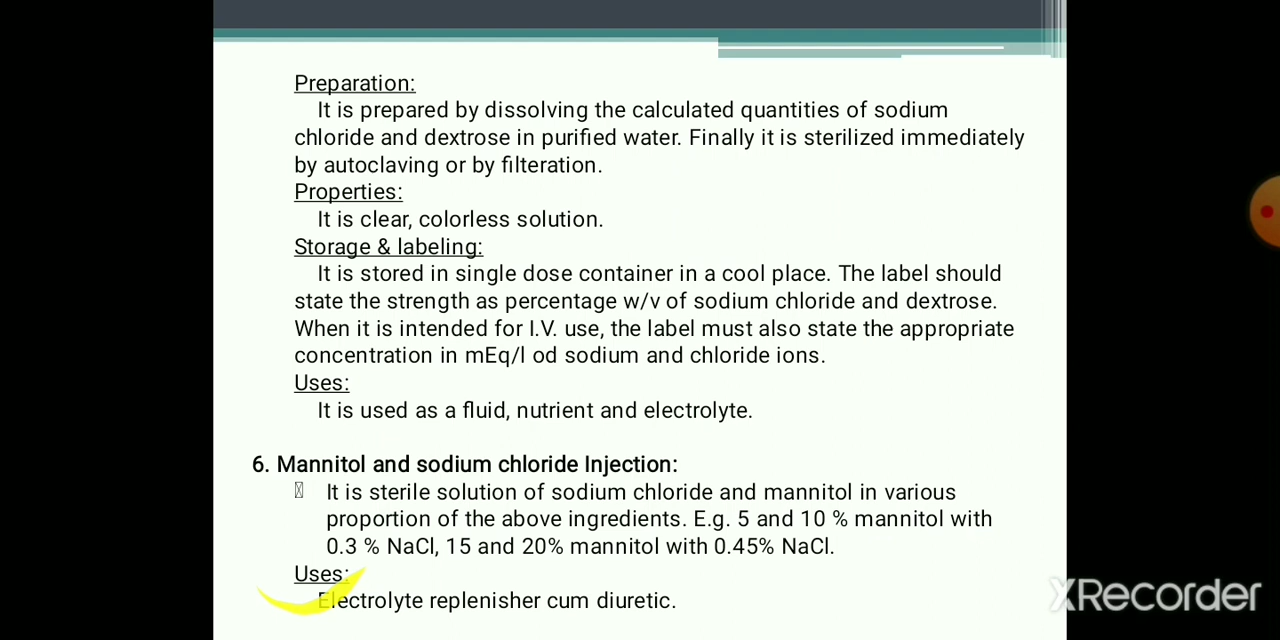 Preparation:
It is prepared by dissolving the calculated quantities of sodium
chloride and dextrose in purified water. Finally it is sterilized immediately
by autoclaving or by filteration.
Properties:
It is clear, colorless solution.
Storage & labeling:
It is stored in single dose container in a cool place. The label should
state the strength as percentage w/v of sodium chloride and dextrose.
When it is intended for I.V. use, the label must also state the appropriate
concentration in mEq/l od sodium and chloride ions.
Uses:
It is used as a fluid, nutrient and electrolyte.
6. Mannitol and sodium chloride Injection:
It is sterile solution of sodium chloride and mannitol in various
proportion of the above ingredients. E.g. 5 and 10 % mannitol with
0.3 % NaCl, 15 and 20% mannitol with 0.45% NaCl.
Uses:
Electrolyte replenisher cum diuretic.
XRecorder